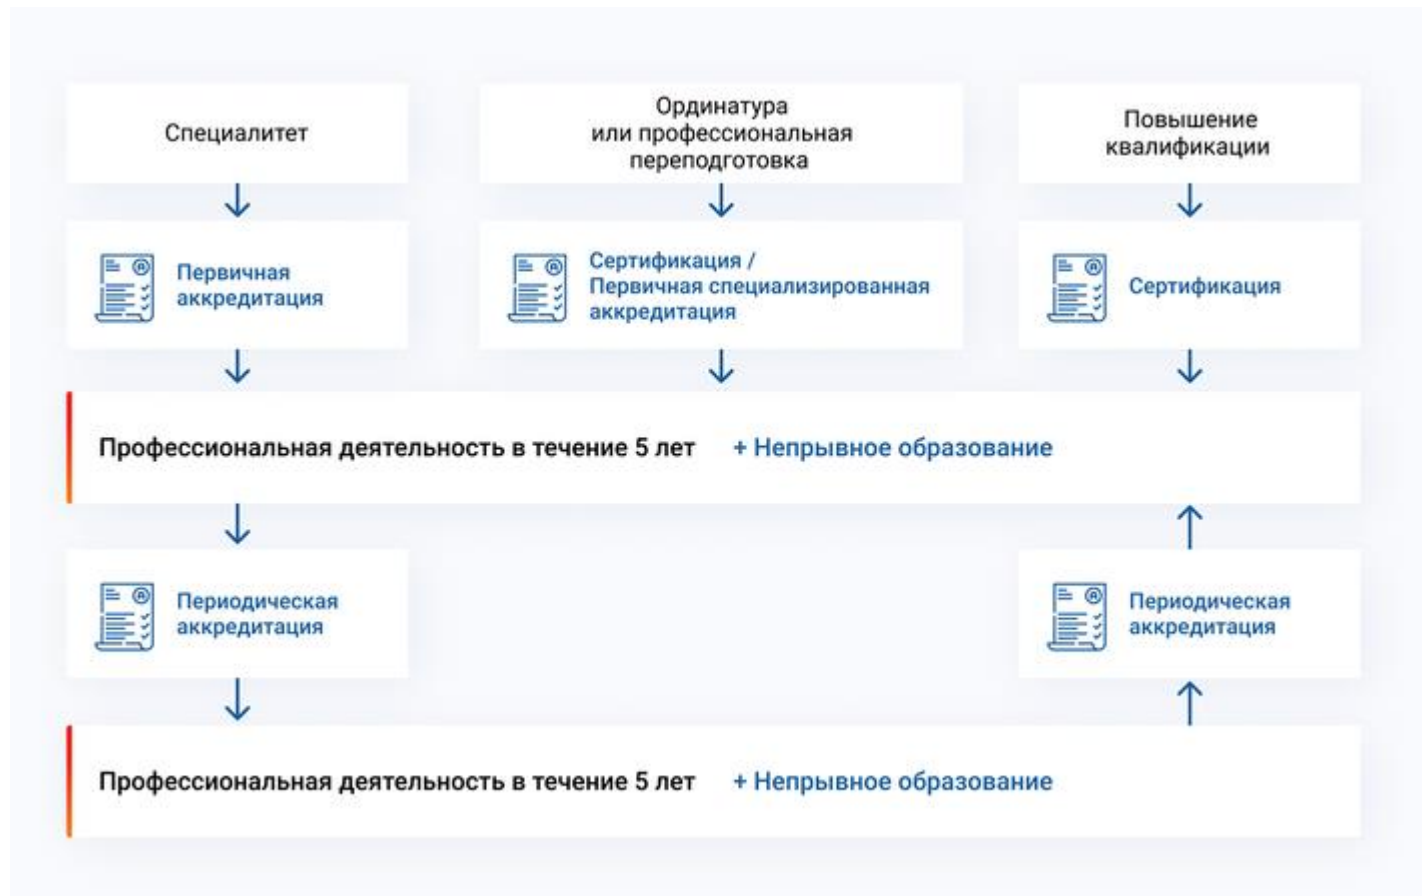 Специалитет
Ординатура
или профессиональная
переподготовка
Повышение
квалификации
Первичная
аккредитация
Сертификация /
Первичная специализированная
аккредитация
Сертификация
Профессиональная деятельность в течение 5 лет + Непрывное образование
Периодическая
аккредитация
Периодическая
аккредитация
Профессиональная деятельность в течение 5 лет + Непрывное образование